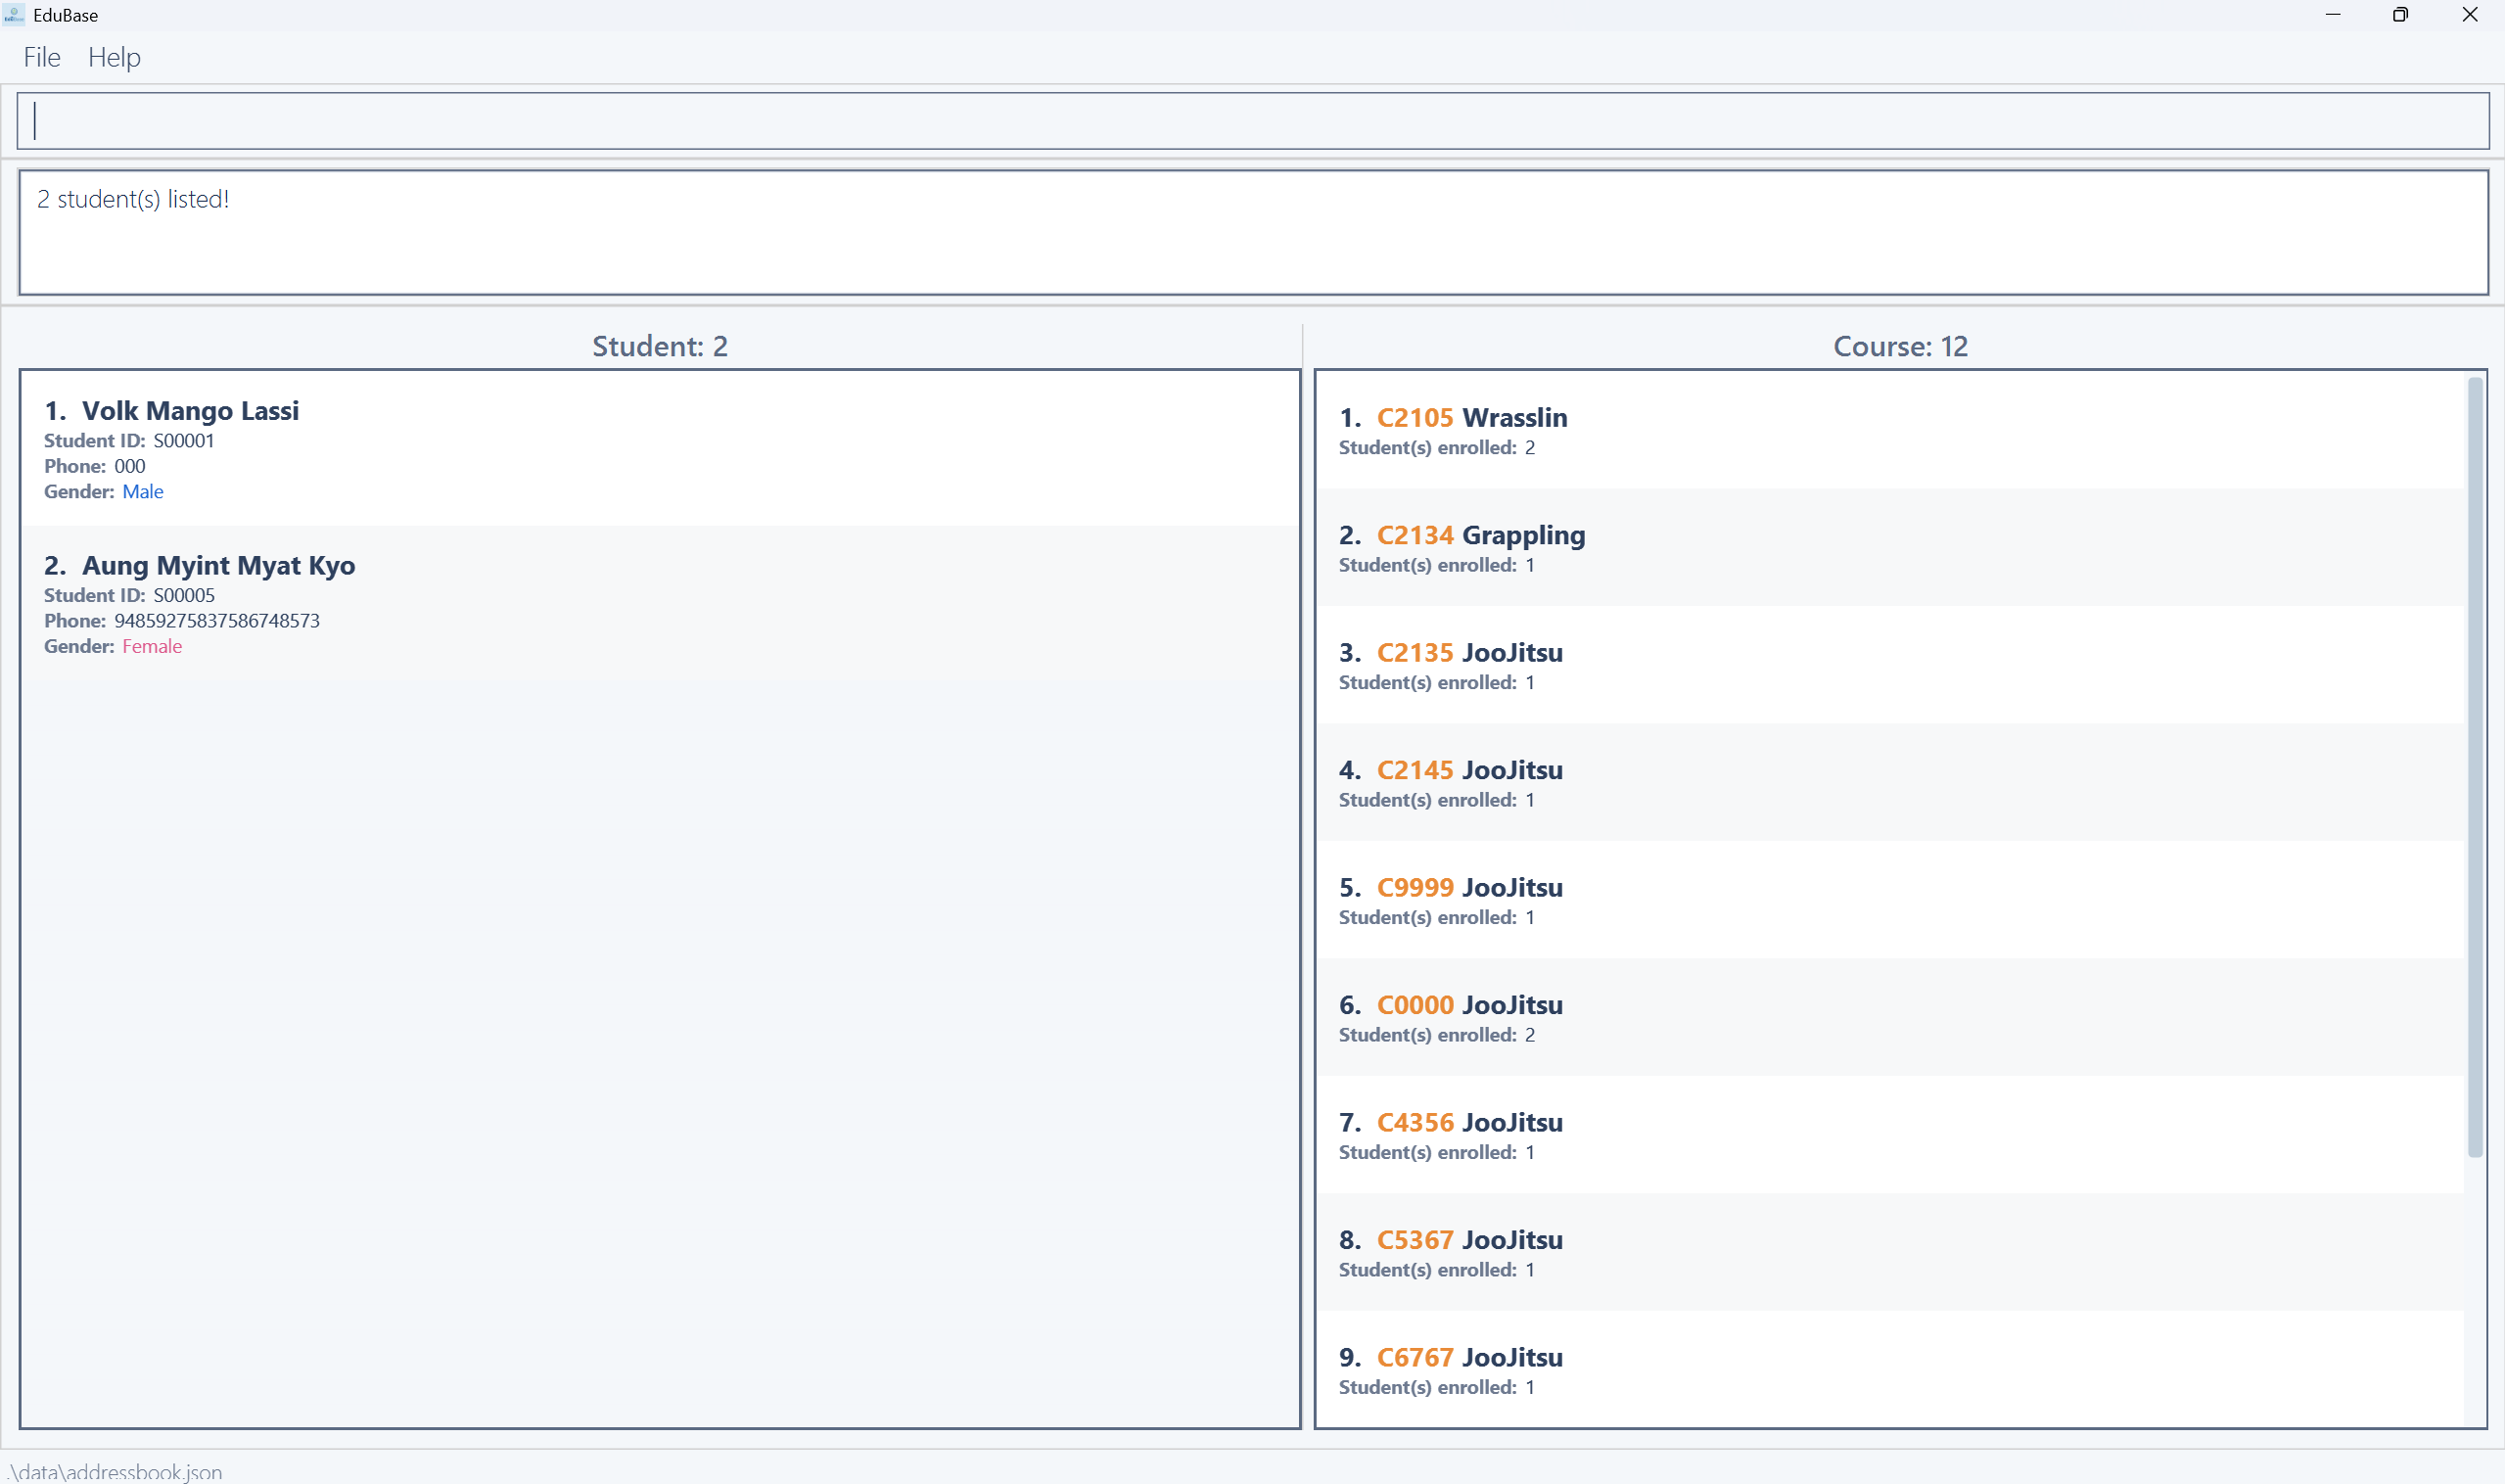 EduBase
File Help
2 student(s) listed!
Student: 2
1. Volk Mango Lassi
Student ID: S00001
Phone: 000
Gender: Male
2. Aung Myint Myat Kyo
Student ID: S00005
Phone: 94859275837586748573
Gender: Female
Course: 12
1. C2105 Wrasslin
Student(s) enrolled: 2
2. C2134 Grappling
Student(s) enrolled: 1
3. C2135 JooJitsu
Student(s) enrolled: 1
4. C2145 JooJitsu
Student(s) enrolled: 1
5. C9999 JooJitsu
Student(s) enrolled: 1
6. C0000 JooJitsu
Student(s) enrolled: 2
7. C4356 JooJitsu
Student(s) enrolled: 1
8. C5367 JooJitsu
Student(s) enrolled: 1
9. C6767 JooJitsu
Student(s) enrolled: 1
.\data\addressbook.json